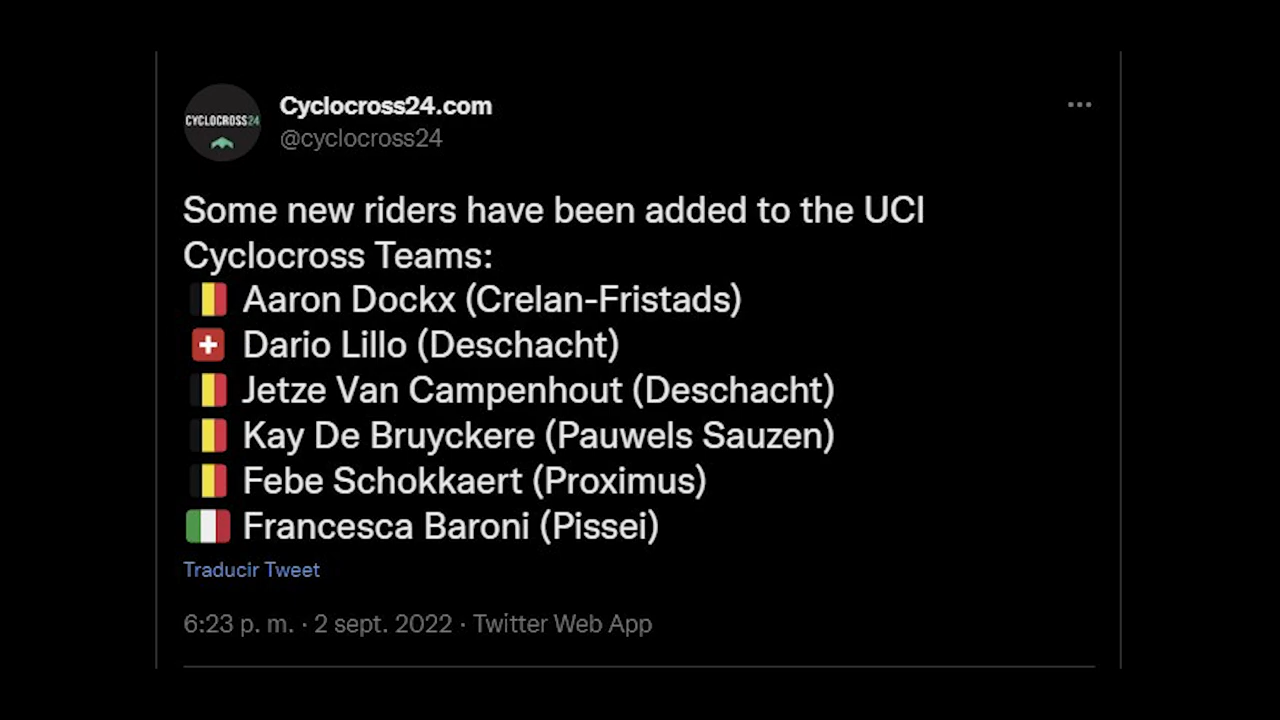 CYCLOCROSS24
Cyclocross24.com
@cyclocross24
Some new riders have been added to the UCI
Cyclocross Teams:
🇧🇪 Aaron Dockx (Crelan-Fristads)
🇨🇭 Dario Lillo (Deschacht)
🇧🇪 Jetze Van Campenhout (Deschacht)
🇧🇪 Kay De Bruyckere (Pauwels Sauzen)
🇧🇪 Febe Schokkaert (Proximus)
🇮🇹 Francesca Baroni (Pissei)
Traducir Tweet
6:23 p. m. · 2 sept. 2022 · Twitter Web App